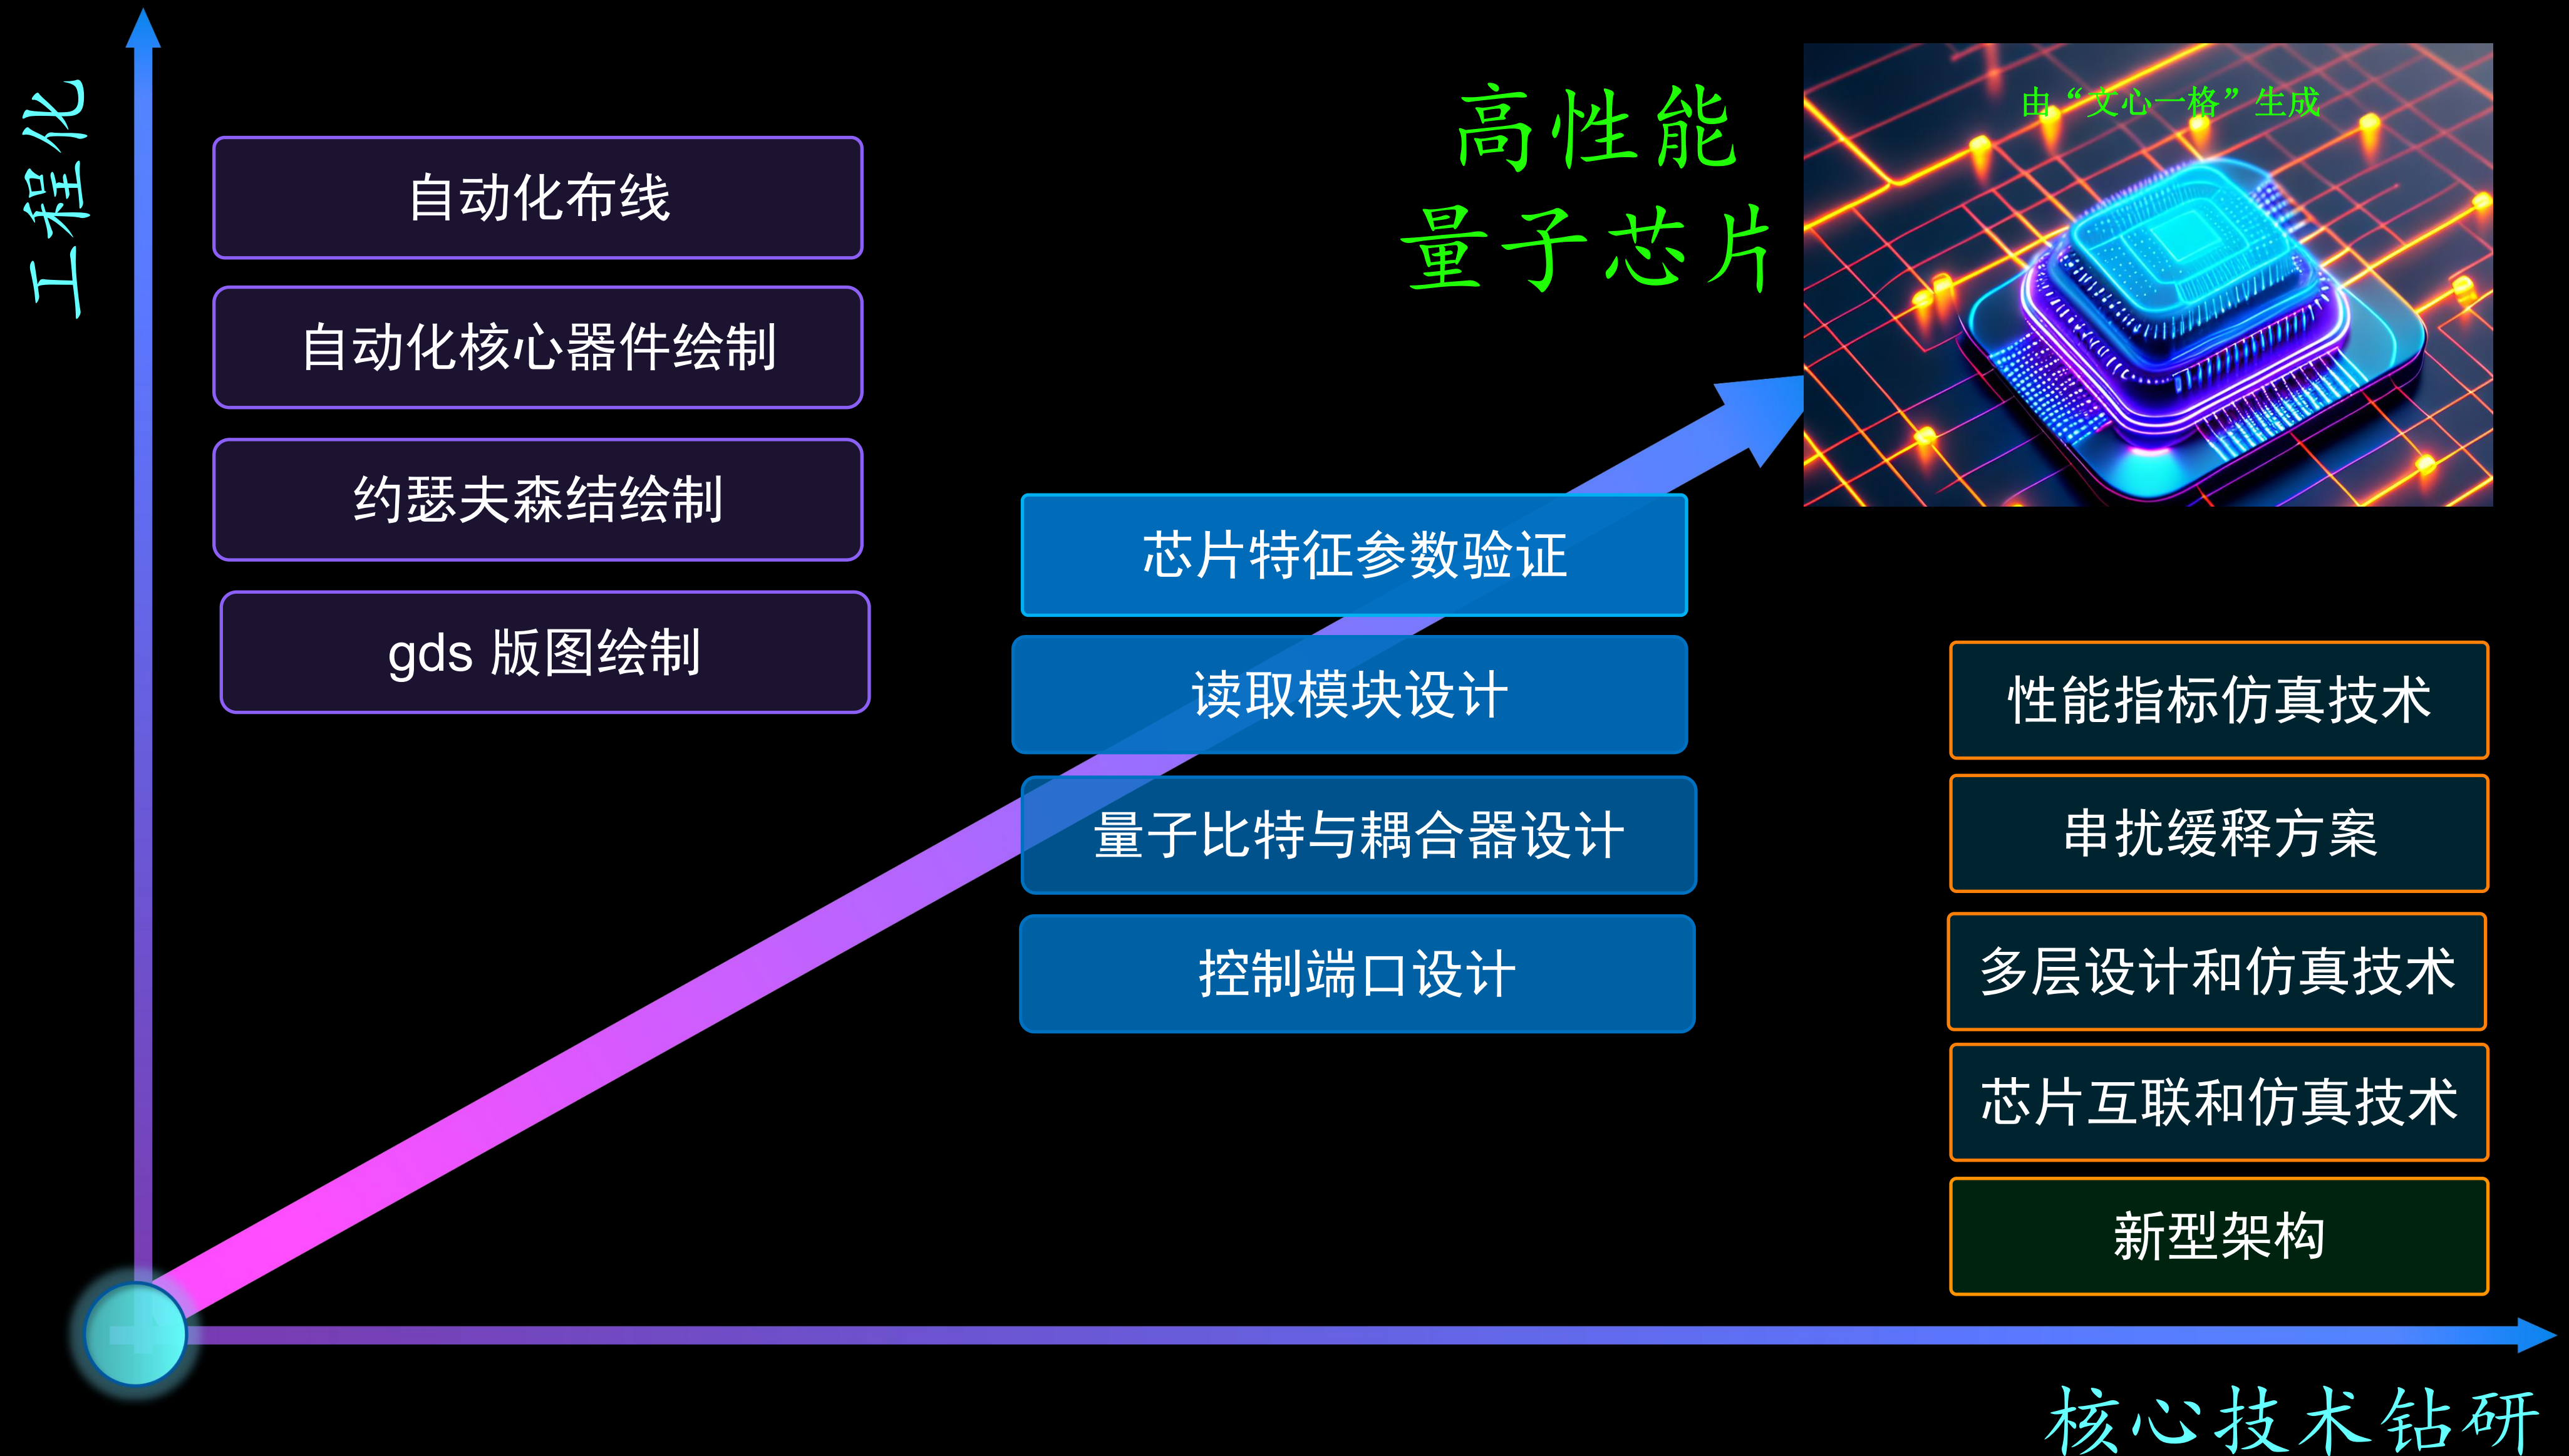 工程化
自动化布线
自动化核心器件绘制
约瑟夫森结绘制
gds 版图绘制
高性能
量子芯片
由“文心一格”生成
芯片特征参数验证
读取模块设计
量子比特与耦合器设计
控制端口设计
性能指标仿真技术
串扰缓释方案
多层设计和仿真技术
芯片互联和仿真技术
新型架构
核心技术钻研